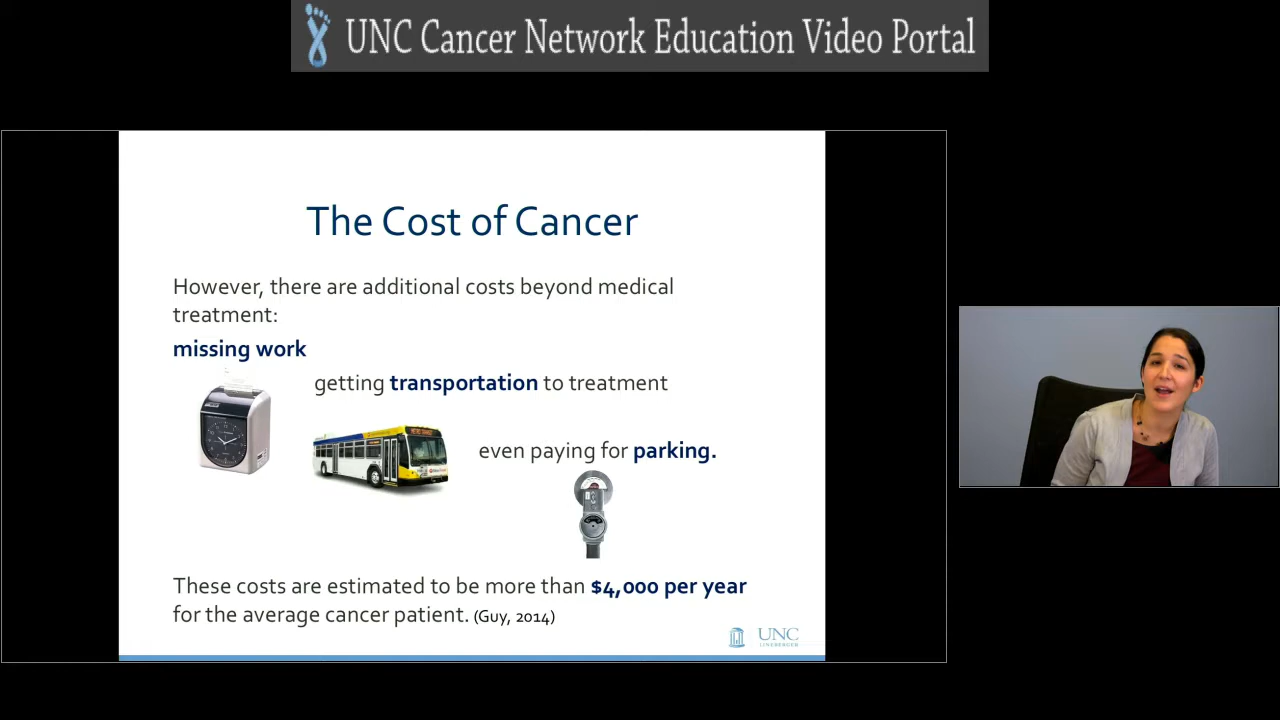 UNC Cancer Network Education Video Portal
The Cost of Cancer
However, there are additional costs beyond medical
treatment:
missing work
getting transportation to treatment
even paying for parking.
These costs are estimated to be more than $4,000 per year
for the average cancer patient. (Guy, 2014)
UNC
LINEBERGER